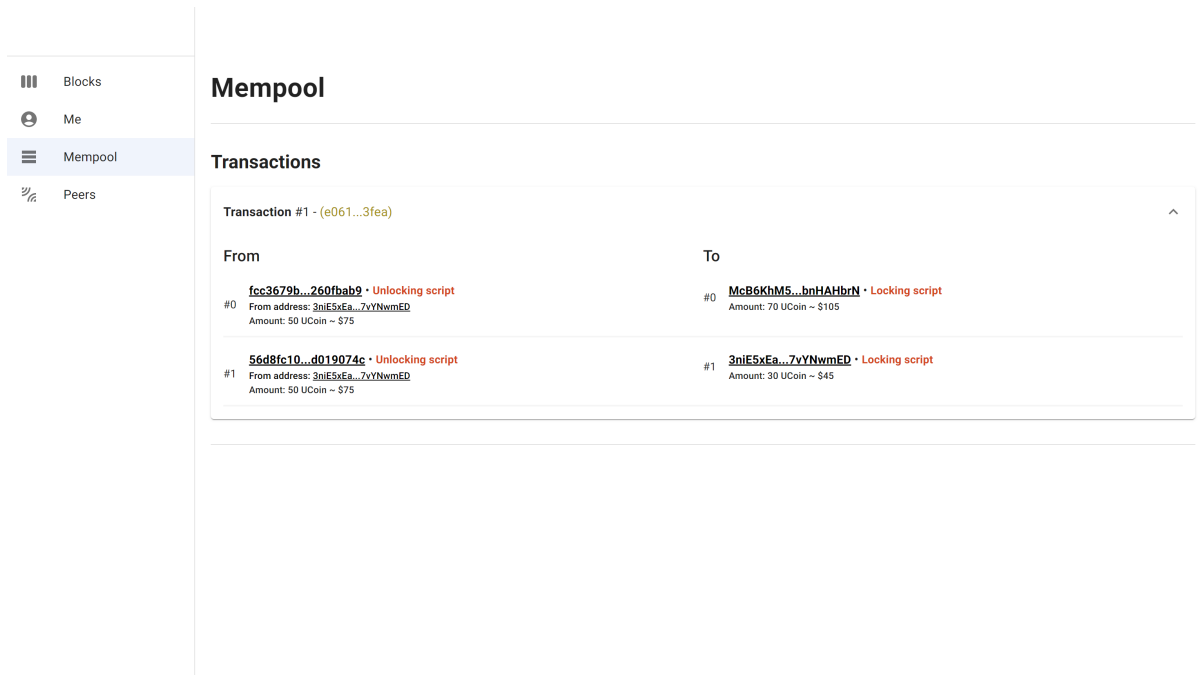 Blocks
Me
Mempool
Peers
Mempool
Transactions
Transaction #1 - (e061...3fea)
From
#0
fcc3679b...260fbab9 • Unlocking script
From address: 3niE5xEa...7vYNwmED
Amount: 50 UCoin ~ $75
#1
56d8fc10...d019074c • Unlocking script
From address: 3niE5xEa...7vYNwmED
Amount: 50 UCoin ~ $75
To
#0
McB6KhM5...bnHAHbrN • Locking script
Amount: 70 UCoin ~ $105
#1
3niE5xEa...7vYNwmED • Locking script
Amount: 30 UCoin ~ $45